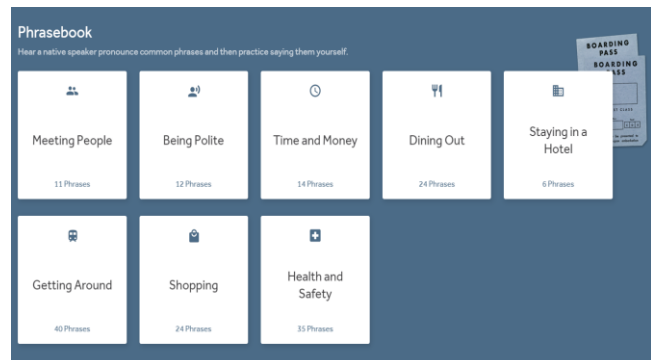 Phrasebook
Hear a native speaker pronounce common phrases and then practice saying them yourself.
BOARDING
PASS
BOARDING
Meeting People
11 Phrases
Being Polite
12 Phrases
Time and Money
14 Phrases
Dining Out
24 Phrases
Staying in a
Hotel
6 Phrases
Getting Around
40 Phrases
Shopping
24 Phrases
Health and
Safety
35 Phrases